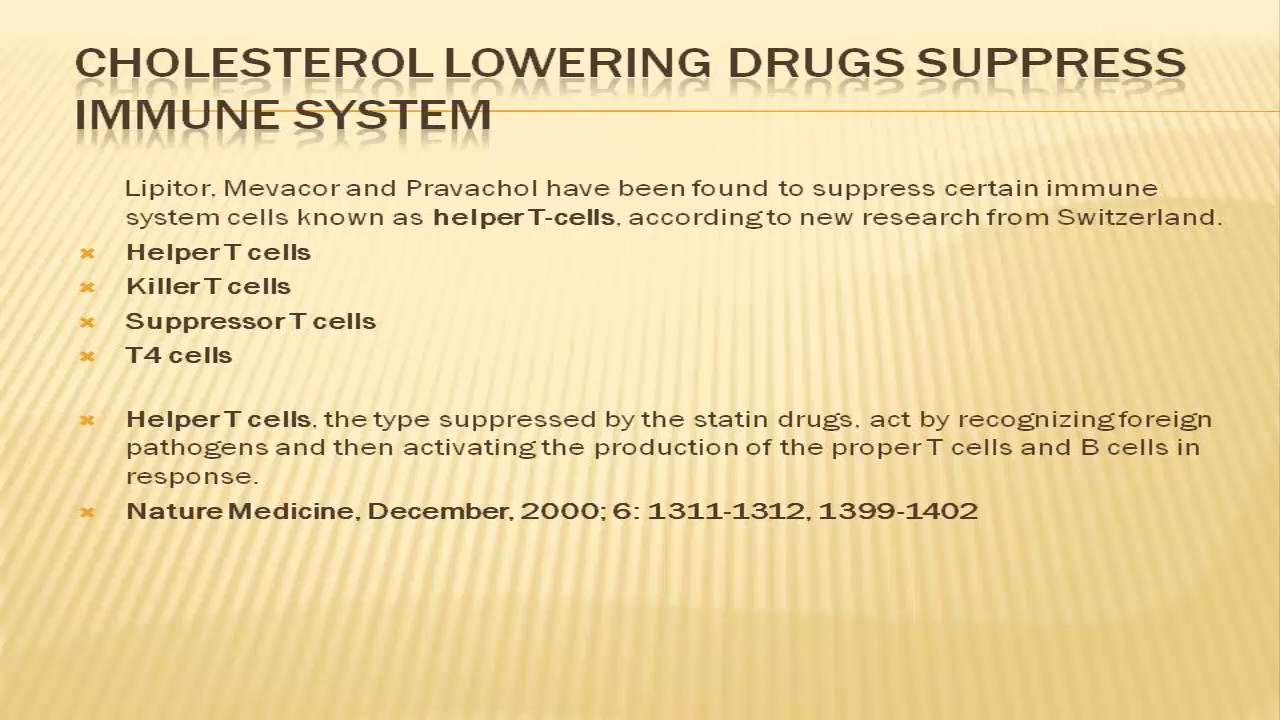 CHOLESTEROL LOWERING DRUGS SUPPRESS
IMMUNE SYSTEM
Lipitor, Mevacor and Pravachol have been found to suppress certain immune
system cells known as helper T-cells, according to new research from Switzerland.
Helper T cells
Killer T cells
Suppressor T cells
T4 cells
Helper T cells, the type suppressed by the statin drugs, act by recognizing foreign
pathogens and then activating the production of the proper T cells and B cells in
response.
Nature Medicine, December, 2000; 6: 1311-1312, 1399-1402